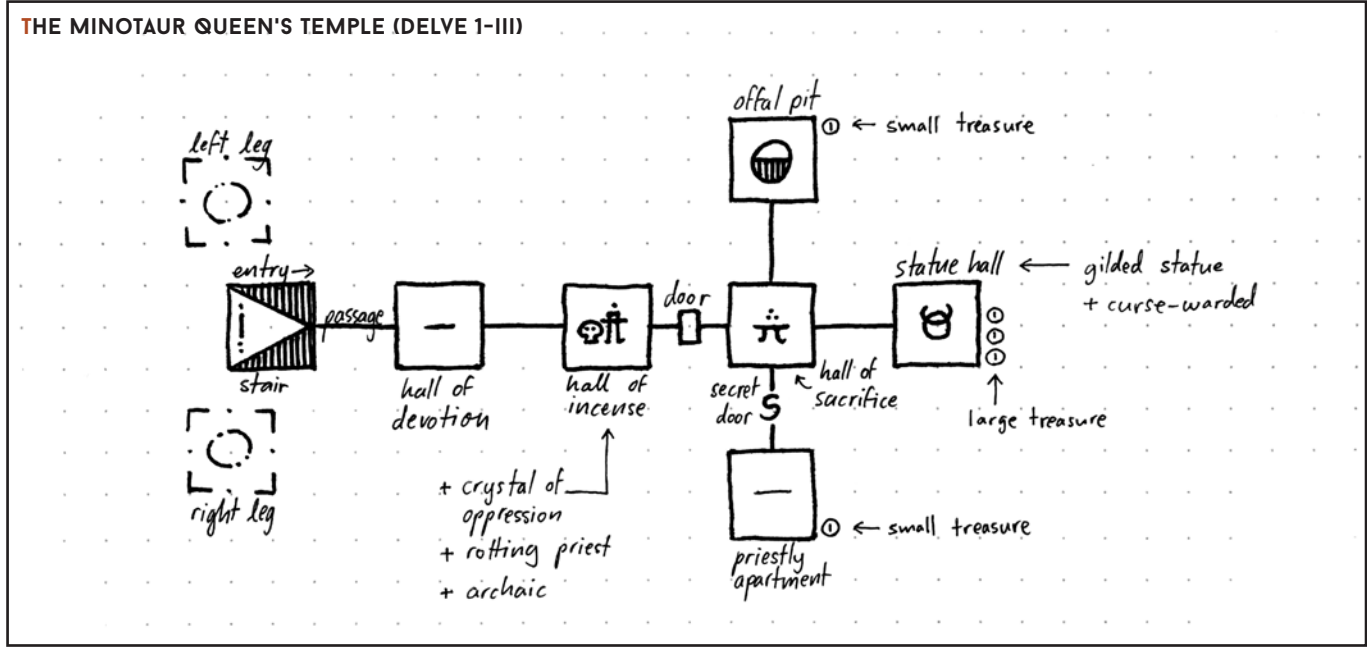 THE MINOTAUR QUEEN'S TEMPLE (DELVE 1-III)
offal pit
← small treasure
left leg
entry→
passage
stair
hall of
devotion
hall of
incense
door
statue hall
← gilded statue
+ curse-warded
secret
door
S
hall of
sacrifice
large treasure
right leg
+ crystal of
oppression
+ rotting priest
+ archaic
← small treasure
priestly
apartment